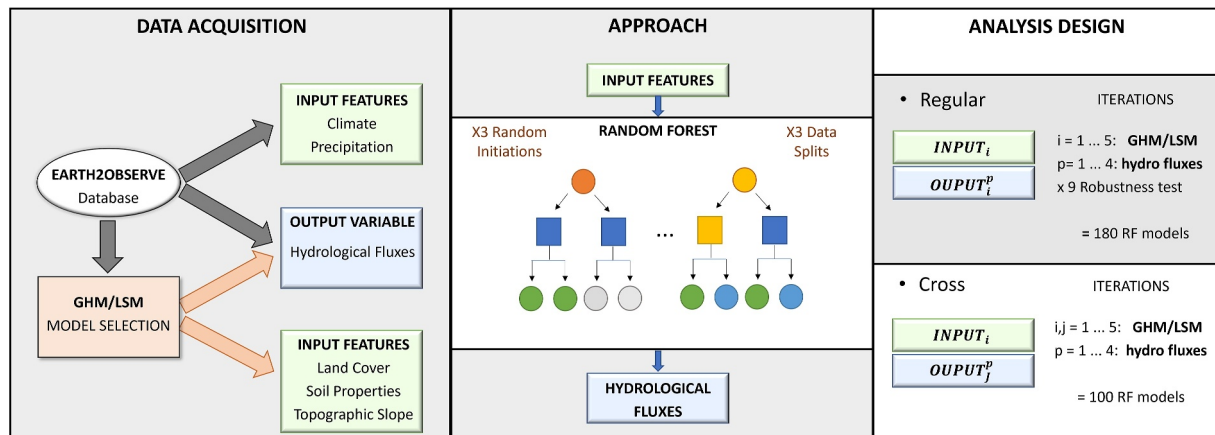 DATA ACQUISITION
EARTH2OBSERVE
Database
GHM/LSM
MODEL SELECTION
INPUT FEATURES
Climate
Precipitation
OUTPUT VARIABLE
Hydrological Fluxes
INPUT FEATURES
Land Cover
Soil Properties
Topographic Slope
APPROACH
INPUT FEATURES
X3 Random
Initiations
RANDOM FOREST
X3 Data
Splits
...
HYDROLOGICAL
FLUXES
ANALYSIS DESIGN
• Regular
ITERATIONS
INPUT_i
OUPUT_i^p
i = 1 ... 5: GHM/LSM
p= 1 ... 4: hydro fluxes
x 9 Robustness test
= 180 RF models
• Cross
ITERATIONS
INPUT_i
OUPUT_J^p
i,j = 1 ... 5: GHM/LSM
p = 1 ... 4: hydro fluxes
= 100 RF models